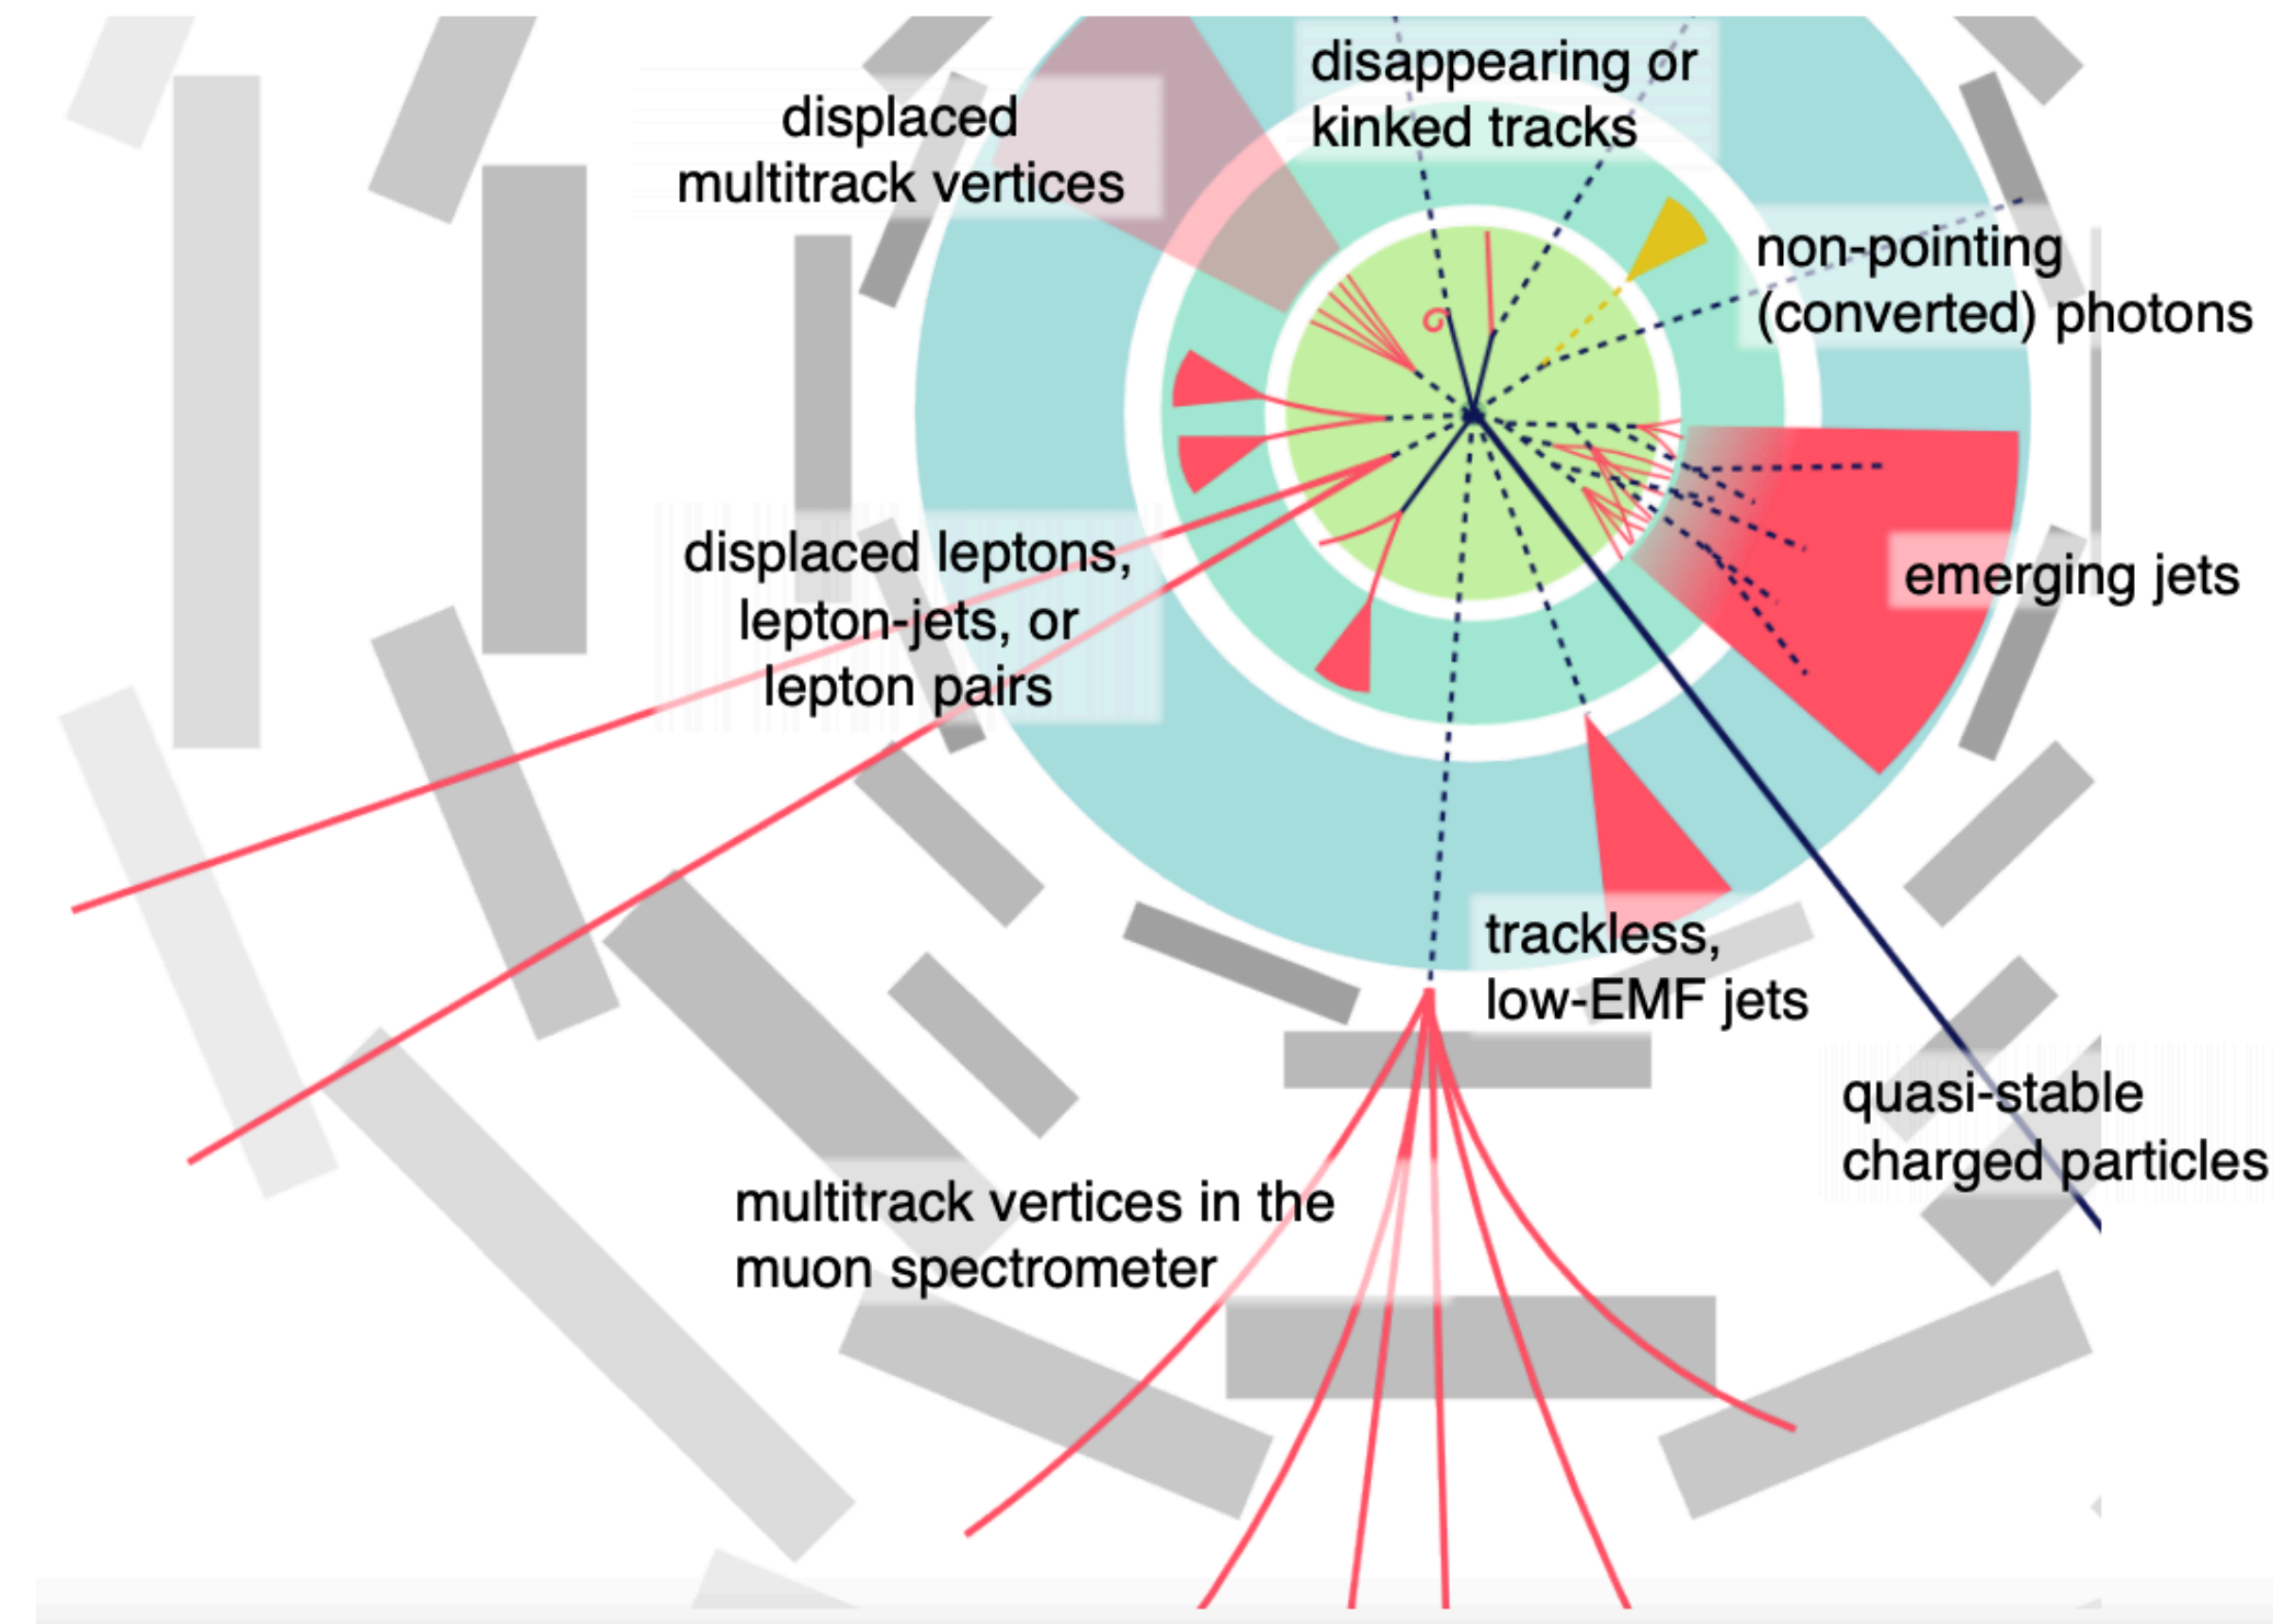 disappearing or
kinked tracks
displaced
multitrack vertices
non-pointing
(converted) photons
displaced leptons,
lepton-jets, or
lepton pairs
emerging jets
trackless,
low-EMF jets
quasi-stable
charged particles
multitrack vertices in the
muon spectrometer